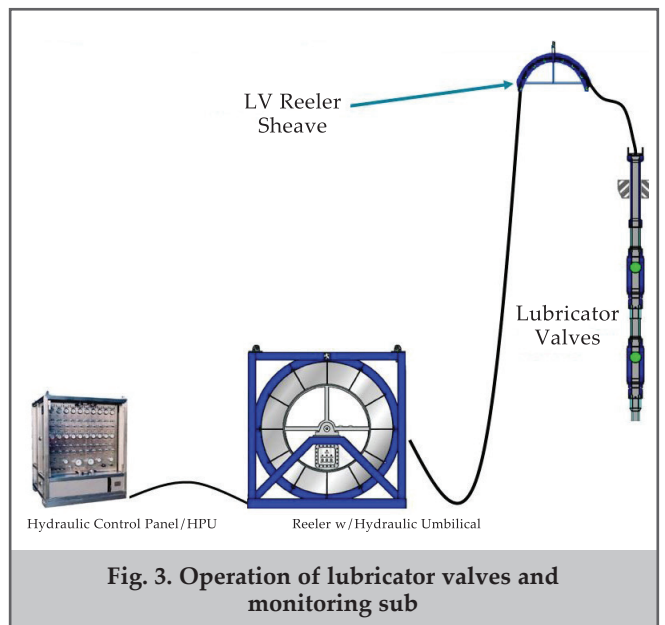 LV Reeler
Sheave
Lubricator
Valves
Hydraulic Control Panel/HPU
Reeler w/Hydraulic Umbilical
Fig. 3. Operation of lubricator valves and
monitoring sub